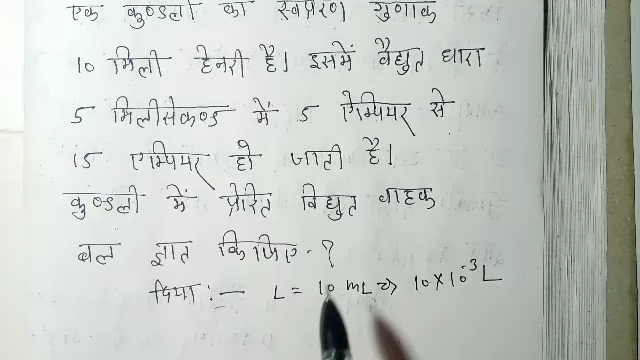 एक कुण्डली का स्वप्रेरण गुणांक
10 मिली हेनरी है। इसमें वैद्युत धारा
5 मिलीसेकण्ड में 5 ऐम्पियर से
15 एम्पियर हो जाती है।
कुण्डली में प्रेरित विद्युत वाहक
बल ज्ञात किजिए - ?
दिया :— L = 10 mL => 10×10⁻³ L